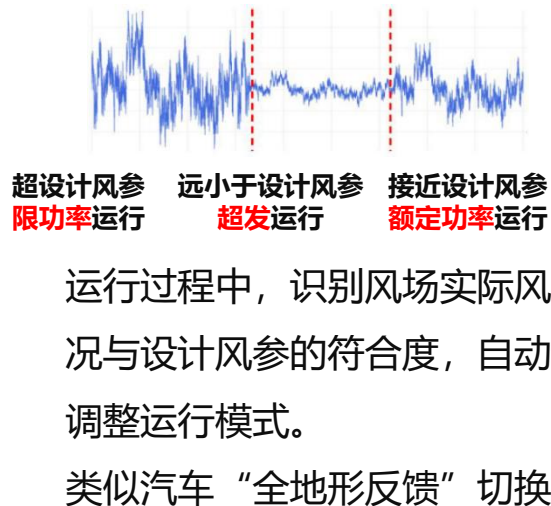 超设计风参 远小于设计风参 接近设计风参
限功率运行 超发运行 额定功率运行
运行过程中，识别风场实际风
况与设计风参的符合度，自动
调整运行模式。
类似汽车“全地形反馈”切换